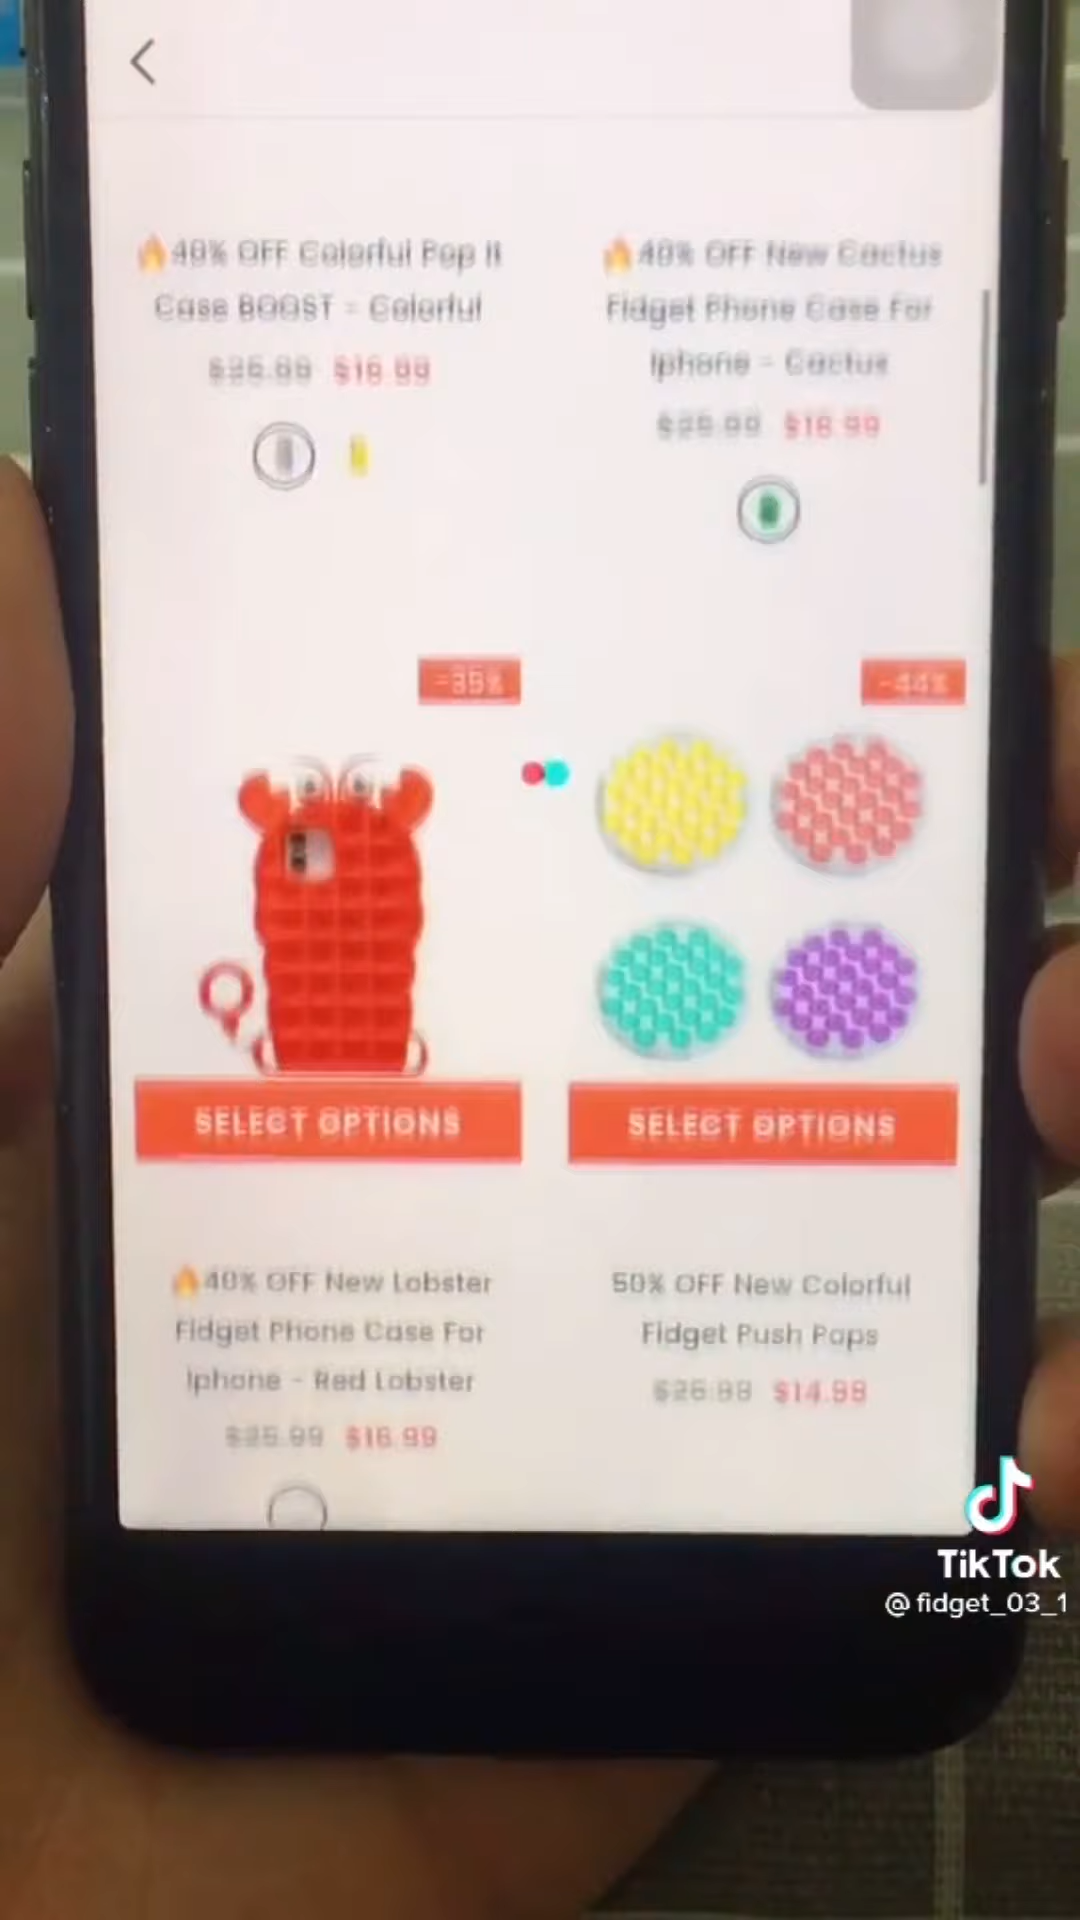 🔥40% OFF Colorful Pop It
Case BOOST - Colorful
$25.99 $16.99
🔥40% OFF New Cactus
Fidget Phone Case For
Iphone - Cactus
$25.99 $16.99
-35%
-44%
SELECT OPTIONS
SELECT OPTIONS
🔥40% OFF New Lobster
Fidget Phone Case For
Iphone - Red Lobster
$25.99 $16.99
50% OFF New Colorful
Fidget Push Pops
$26.99 $14.99
TikTok
@fidget_03_1